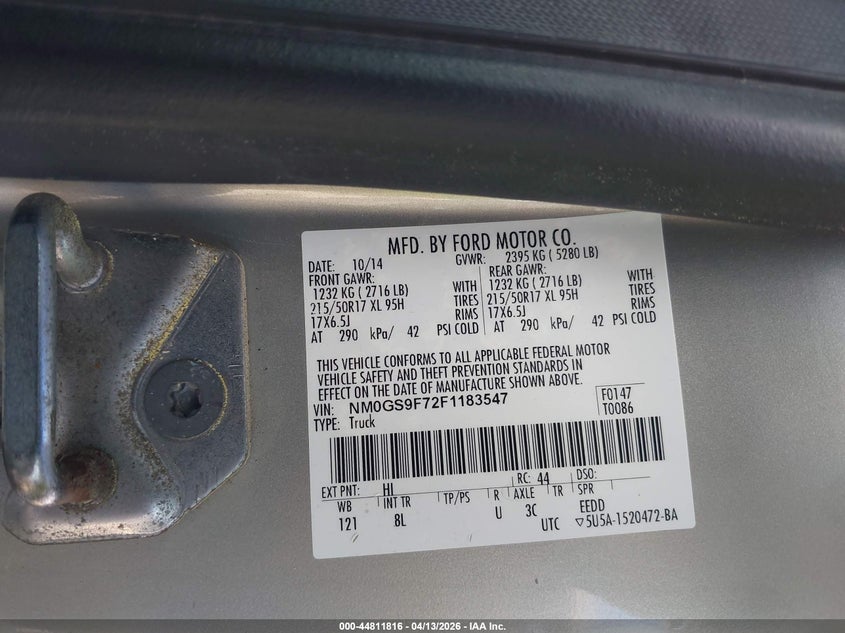 MFD. BY FORD MOTOR CO.
DATE: 10/14 GVWR: 2395 KG ( 5280 LB)
FRONT GAWR: REAR GAWR:
1232 KG ( 2716 LB) WITH 1232 KG ( 2716 LB) WITH
215/50R17 XL 95H TIRES 215/50R17 XL 95H TIRES
17X6.5J RIMS 17X6.5J RIMS
AT 290 kPa/ 42 PSI COLD AT 290 kPa/ 42 PSI COLD
THIS VEHICLE CONFORMS TO ALL APPLICABLE FEDERAL MOTOR
VEHICLE SAFETY AND THEFT PREVENTION STANDARDS IN
EFFECT ON THE DATE OF MANUFACTURE SHOWN ABOVE.
VIN: NM0GS9F72F1183547 F0147
TYPE: Truck T0086
EXT PNT: HI RC: 44 DSO:
WB INT TR TP/PS R AXLE TR SPR
121 8L U 3C EEDD
UTC ▽5U5A-1520472-BA
000-44811816 - 04/13/2026 - IAA Inc.